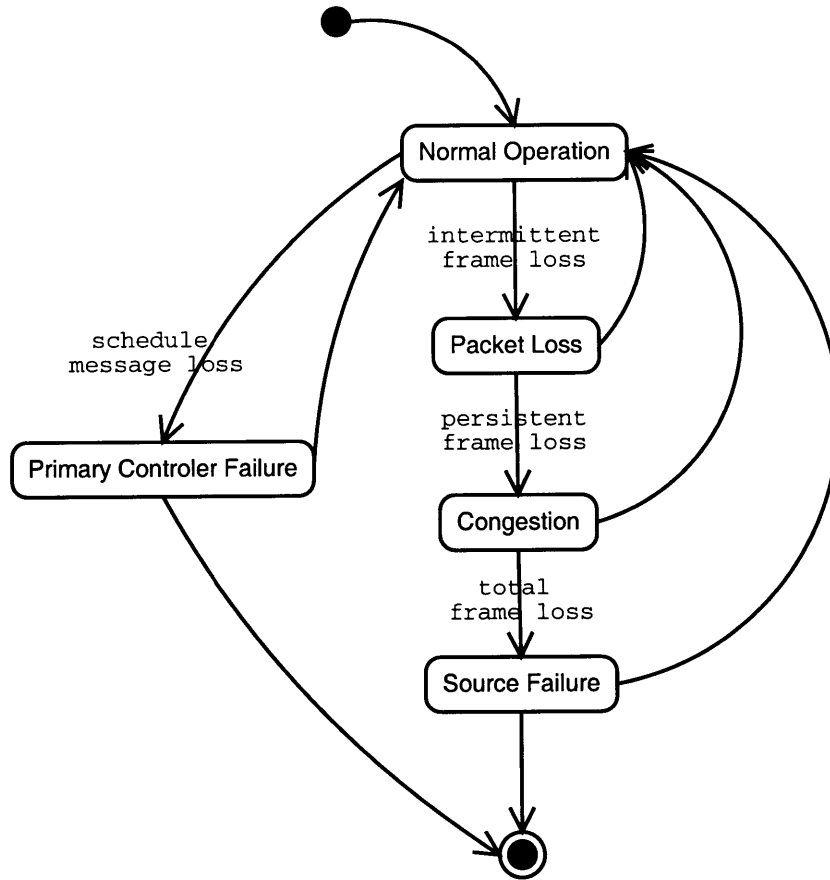 Normal Operation
intermittent
frame loss
schedule
message loss
Packet Loss
persistent
frame loss
Primary Controler Failure
Congestion
total
frame loss
Source Failure